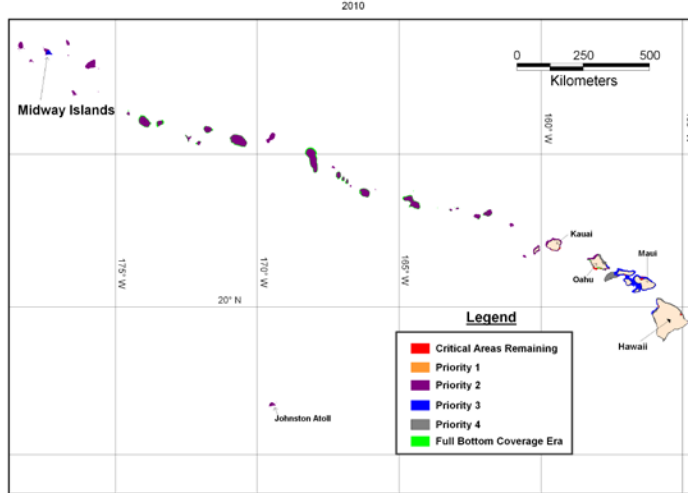 2010
0 250 500
Kilometers
Midway Islands
160° W
Kauai
175° W
170° W
165° W
Maui
Oahu
20° N
Legend
Hawaii
Critical Areas Remaining
Priority 1
Priority 2
Priority 3
Priority 4
Full Bottom Coverage Era
Johnston Atoll